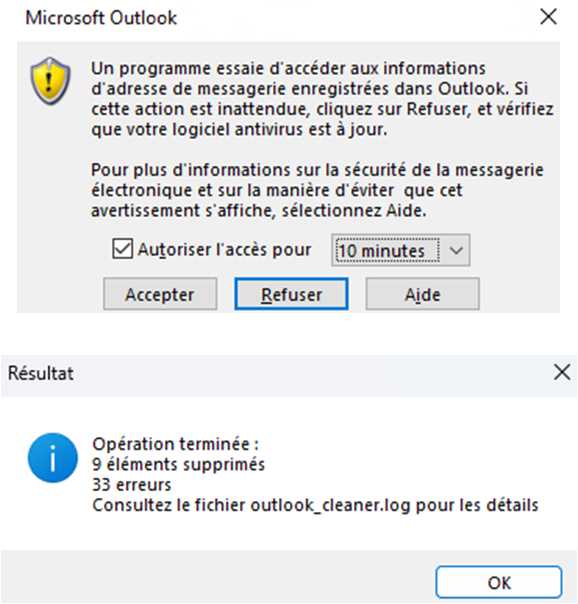 Microsoft Outlook
Un programme essaie d'accéder aux informations
d'adresse de messagerie enregistrées dans Outlook. Si
cette action est inattendue, cliquez sur Refuser, et vérifiez
que votre logiciel antivirus est à jour.
Pour plus d'informations sur la sécurité de la messagerie
électronique et sur la manière d'éviter  que cet
avertissement s'affiche, sélectionnez Aide.
Autoriser l'accès pour 10 minutes
Accepter Refuser Aide
Résultat
Opération terminée :
9 éléments supprimés
33 erreurs
Consultez le fichier outlook_cleaner.log pour les détails
OK